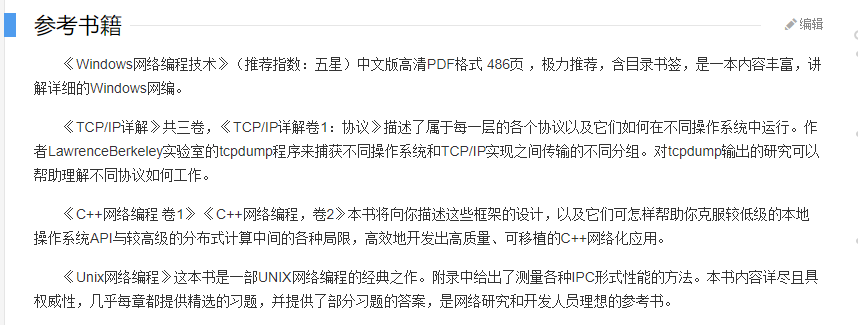 参考书籍
编辑
《Windows网络编程技术》（推荐指数：五星）中文版高清PDF格式 486页 ，极力推荐，含目录书签，是一本内容丰富，讲
解详细的Windows网编。
《TCP/IP详解》共三卷，《TCP/IP详解卷1：协议》描述了属于每一层的各个协议以及它们如何在不同操作系统中运行。作
者LawrenceBerkeley实验室的tcpdump程序来捕获不同操作系统和TCP/IP实现之间传输的不同分组。对tcpdump输出的研究可以
帮助理解不同协议如何工作。
《C++网络编程 卷1》《C++网络编程，卷2》本书将向你描述这些框架的设计，以及它们可怎样帮助你克服较低级的本地
操作系统API与较高级的分布式计算中间的各种局限，高效地开发出高质量、可移植的C++网络化应用。
《Unix网络编程》这本书是一部UNIX网络编程的经典之作。附录中给出了测量各种IPC形式性能的方法。本书内容详尽且具
权威性，几乎每章都提供精选的习题，并提供了部分习题的答案，是网络研究和开发人员理想的参考书。